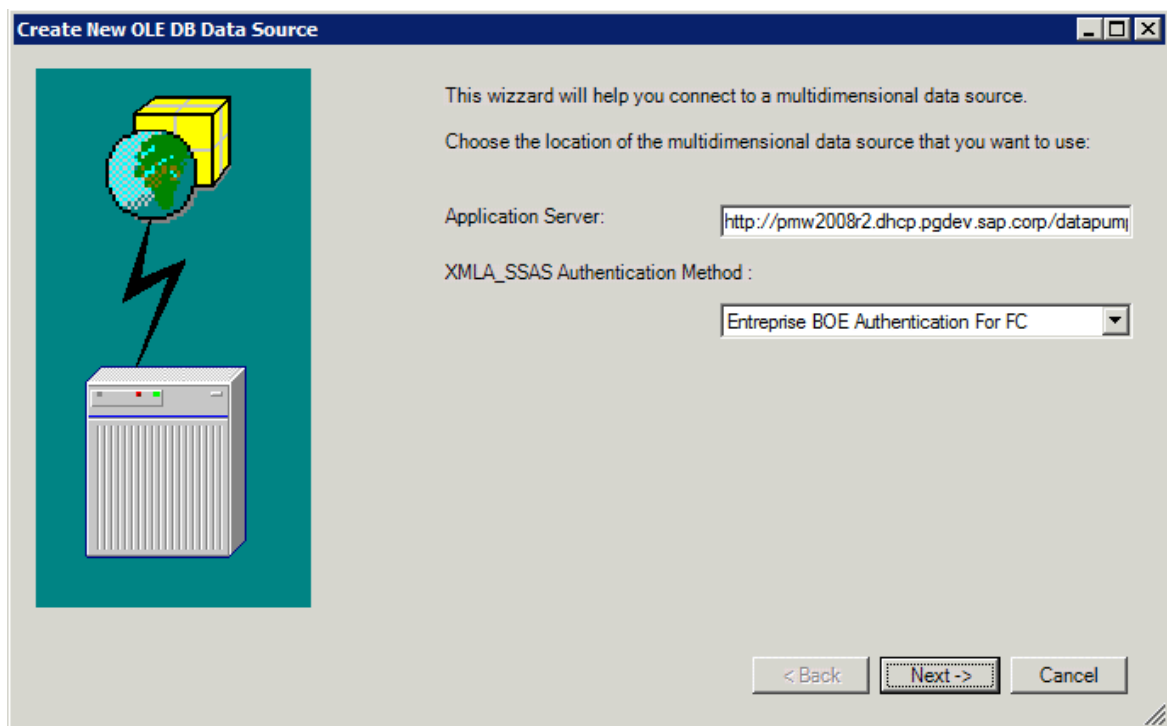 Create New OLE DB Data Source
This wizzard will help you connect to a multidimensional data source.
Choose the location of the multidimensional data source that you want to use:
Application Server:
http://pmw2008r2.dhcp.pgdev.sap.corp/datapum
XMLA_SSAS Authentication Method :
Entreprise BOE Authentication For FC
< Back
Next ->
Cancel